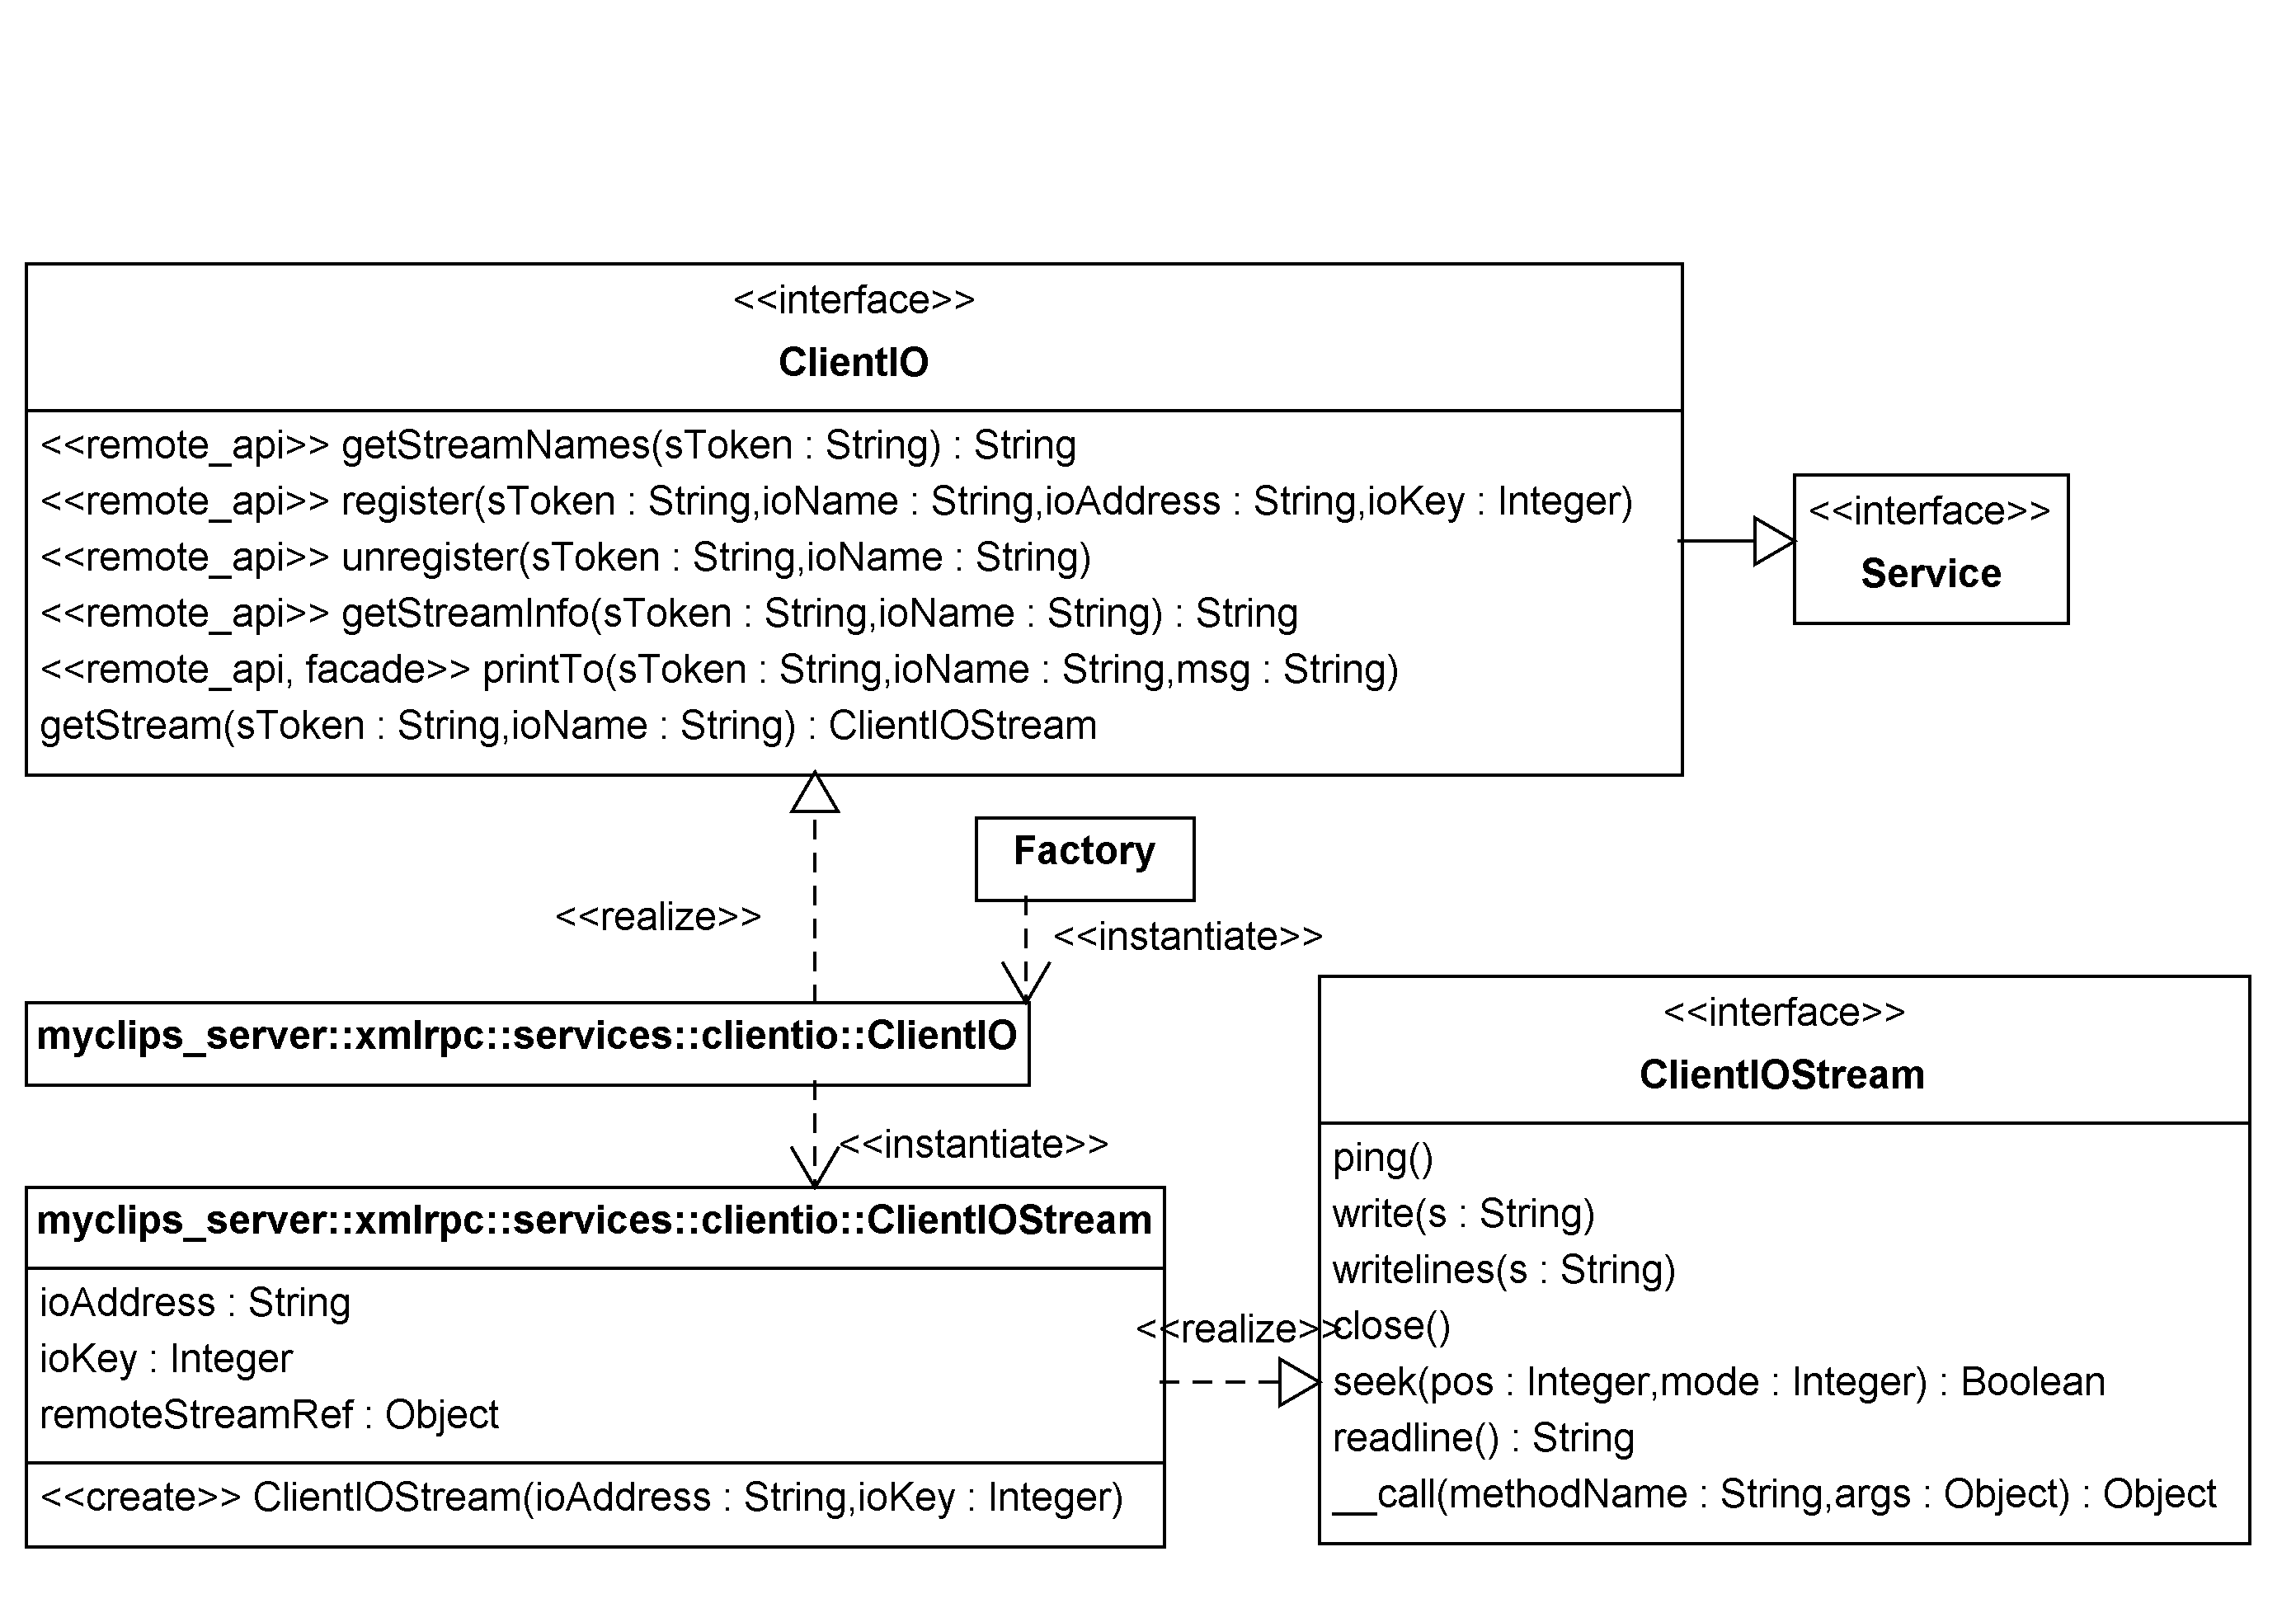 <<interface>>
ClientIO
<<remote_api>> getStreamNames(sToken : String) : String
<<remote_api>> register(sToken : String,ioName : String,ioAddress : String,ioKey : Integer)
<<remote_api>> unregister(sToken : String,ioName : String)
<<remote_api>> getStreamInfo(sToken : String,ioName : String) : String
<<remote_api, facade>> printTo(sToken : String,ioName : String,msg : String)
getStream(sToken : String,ioName : String) : ClientIOStream
<<interface>>
Service
Factory
<<realize>>
<<instantiate>>
myclips_server::xmlrpc::services::clientio::ClientIO
<<instantiate>>
myclips_server::xmlrpc::services::clientio::ClientIOStream
ioAddress : String
ioKey : Integer
remoteStreamRef : Object
<<create>> ClientIOStream(ioAddress : String,ioKey : Integer)
<<realize>>
<<interface>>
ClientIOStream
ping()
write(s : String)
writelines(s : String)
close()
seek(pos : Integer,mode : Integer) : Boolean
readline() : String
__call(methodName : String,args : Object) : Object